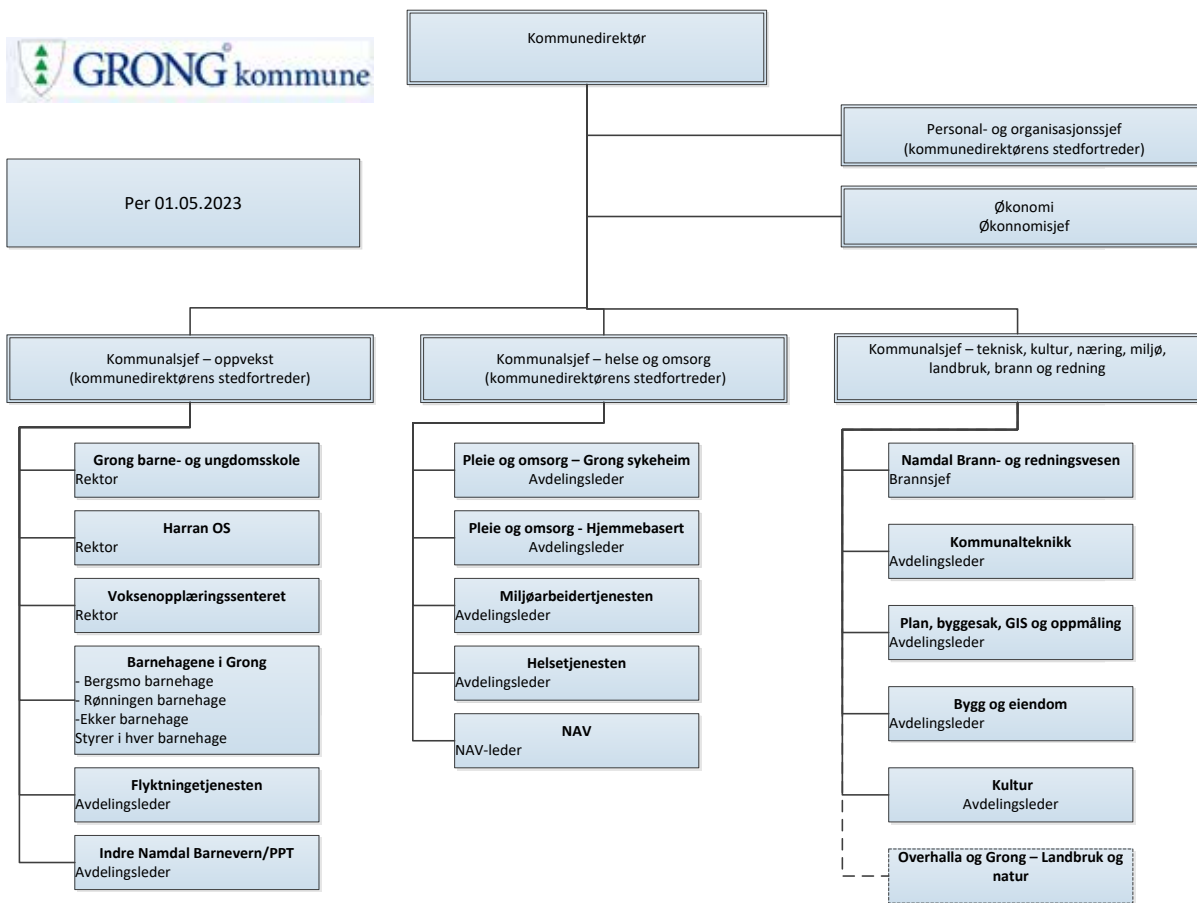 GRONG kommune
Kommunedirektør
Personal- og organisasjonssjef
(kommunedirektørens stedfortreder)
Per 01.05.2023
Økonomi
Økonnomisjef
Kommunalsjef – oppvekst
(kommunedirektørens stedfortreder)
Kommunalsjef – helse og omsorg
(kommunedirektørens stedfortreder)
Kommunalsjef – teknisk, kultur, næring, miljø,
landbruk, brann og redning
Grong barne- og ungdomsskole
Rektor
Harran OS
Rektor
Voksenopplæringssenteret
Rektor
Barnehagene i Grong
- Bergsmo barnehage
- Rønningen barnehage
-Ekker barnehage
Styrer i hver barnehage
Flyktningetjenesten
Avdelingsleder
Indre Namdal Barnevern/PPT
Avdelingsleder
Pleie og omsorg – Grong sykeheim
Avdelingsleder
Pleie og omsorg - Hjemmebasert
Avdelingsleder
Miljøarbeidertjenesten
Avdelingsleder
Helsetjenesten
Avdelingsleder
NAV
NAV-leder
Namdal Brann- og redningsvesen
Brannsjef
Kommunalteknikk
Avdelingsleder
Plan, byggesak, GIS og oppmåling
Avdelingsleder
Bygg og eiendom
Avdelingsleder
Kultur
Avdelingsleder
Overhalla og Grong – Landbruk og
natur